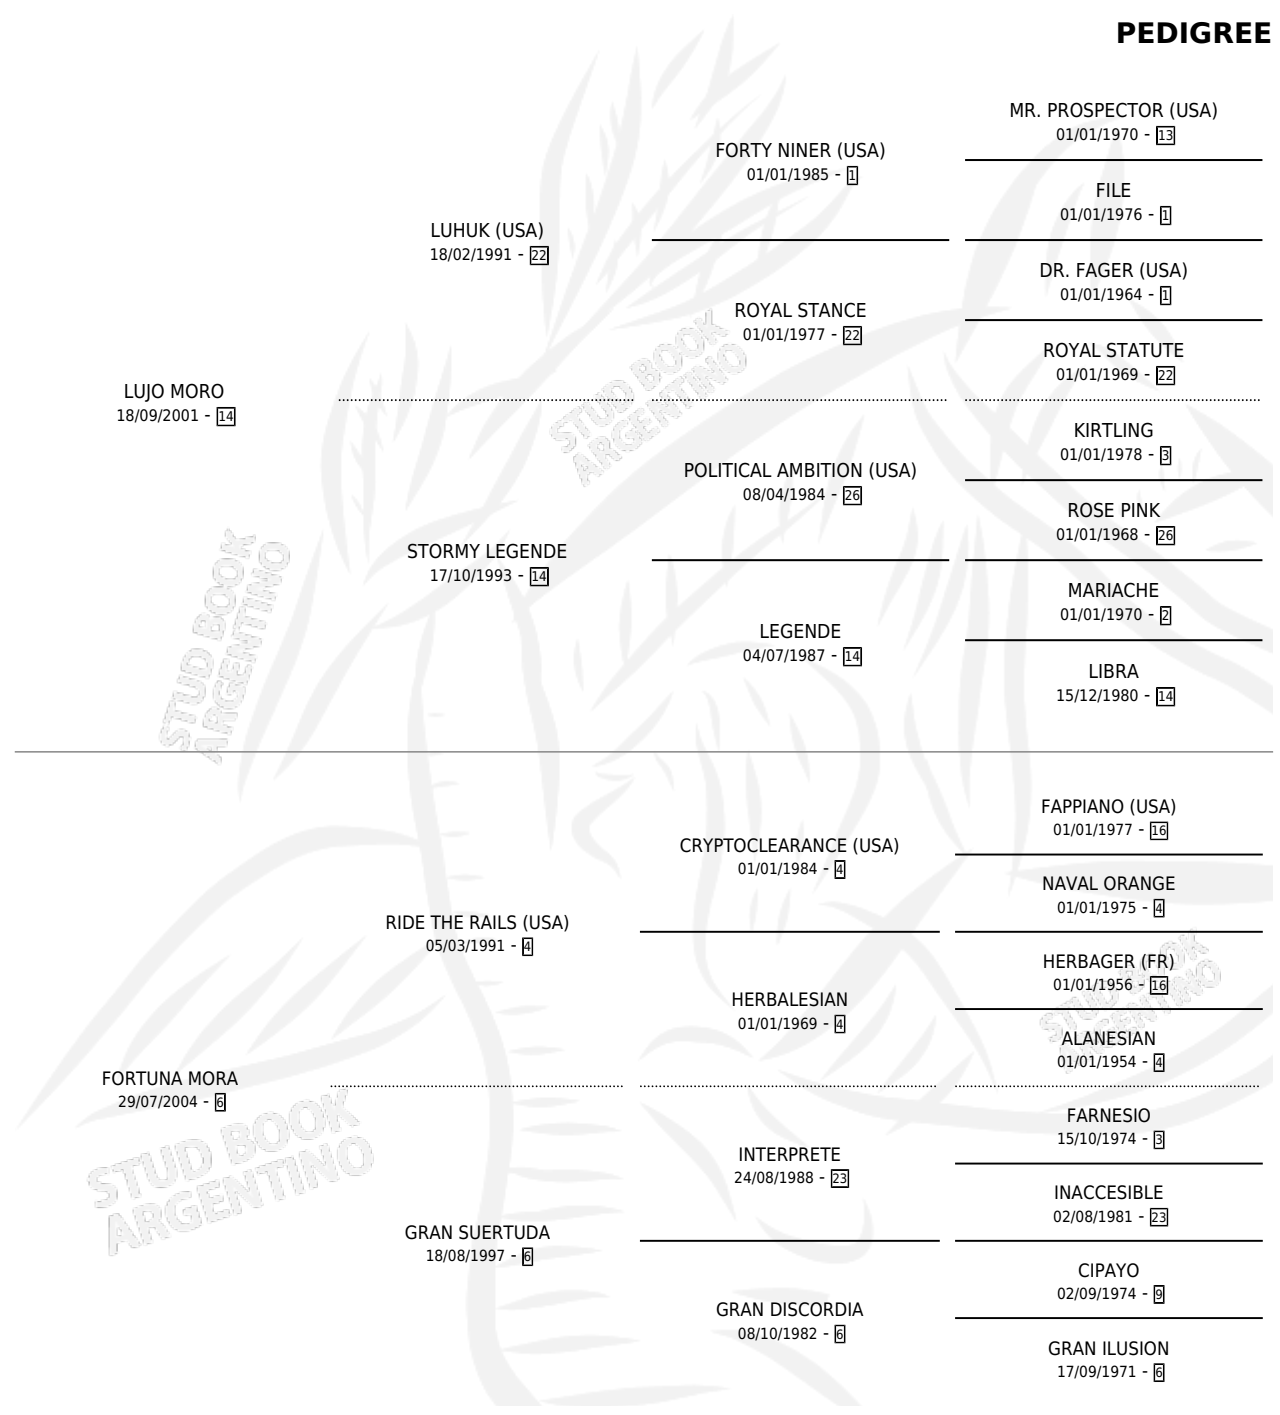 PEDIGREE
MR. PROSPECTOR (USA)
01/01/1970 - 13
FORTY NINER (USA)
01/01/1985 - 1
FILE
01/01/1976 - 1
LUHUK (USA)
18/02/1991 - 22
DR. FAGER (USA)
01/01/1964 - 1
ROYAL STANCE
01/01/1977 - 22
ROYAL STATUTE
01/01/1969 - 22
LUJO MORO
18/09/2001 - 14
KIRTLING
01/01/1978 - 3
POLITICAL AMBITION (USA)
08/04/1984 - 26
ROSE PINK
01/01/1968 - 26
STORMY LEGENDE
17/10/1993 - 14
MARIACHE
01/01/1970 - 2
LEGENDE
04/07/1987 - 14
LIBRA
15/12/1980 - 14
STUD BOOK
ARGENTINO
STUD BOOK
ARGENTINO
FAPPIANO (USA)
01/01/1977 - 16
CRYPTOCLEARANCE (USA)
01/01/1984 - 4
NAVAL ORANGE
01/01/1975 - 4
RIDE THE RAILS (USA)
05/03/1991 - 4
HERBAGER (FR)
01/01/1956 - 16
HERBALESIAN
01/01/1969 - 4
ALANESIAN
01/01/1954 - 4
FORTUNA MORA
29/07/2004 - 6
FARNESIO
15/10/1974 - 3
INTERPRETE
24/08/1988 - 23
INACCESIBLE
02/08/1981 - 23
GRAN SUERTUDA
18/08/1997 - 6
CIPAYO
02/09/1974 - 9
GRAN DISCORDIA
08/10/1982 - 6
GRAN ILUSION
17/09/1971 - 6
STUD BOOK
ARGENTINO
STUD BOOK
ARGENTINO